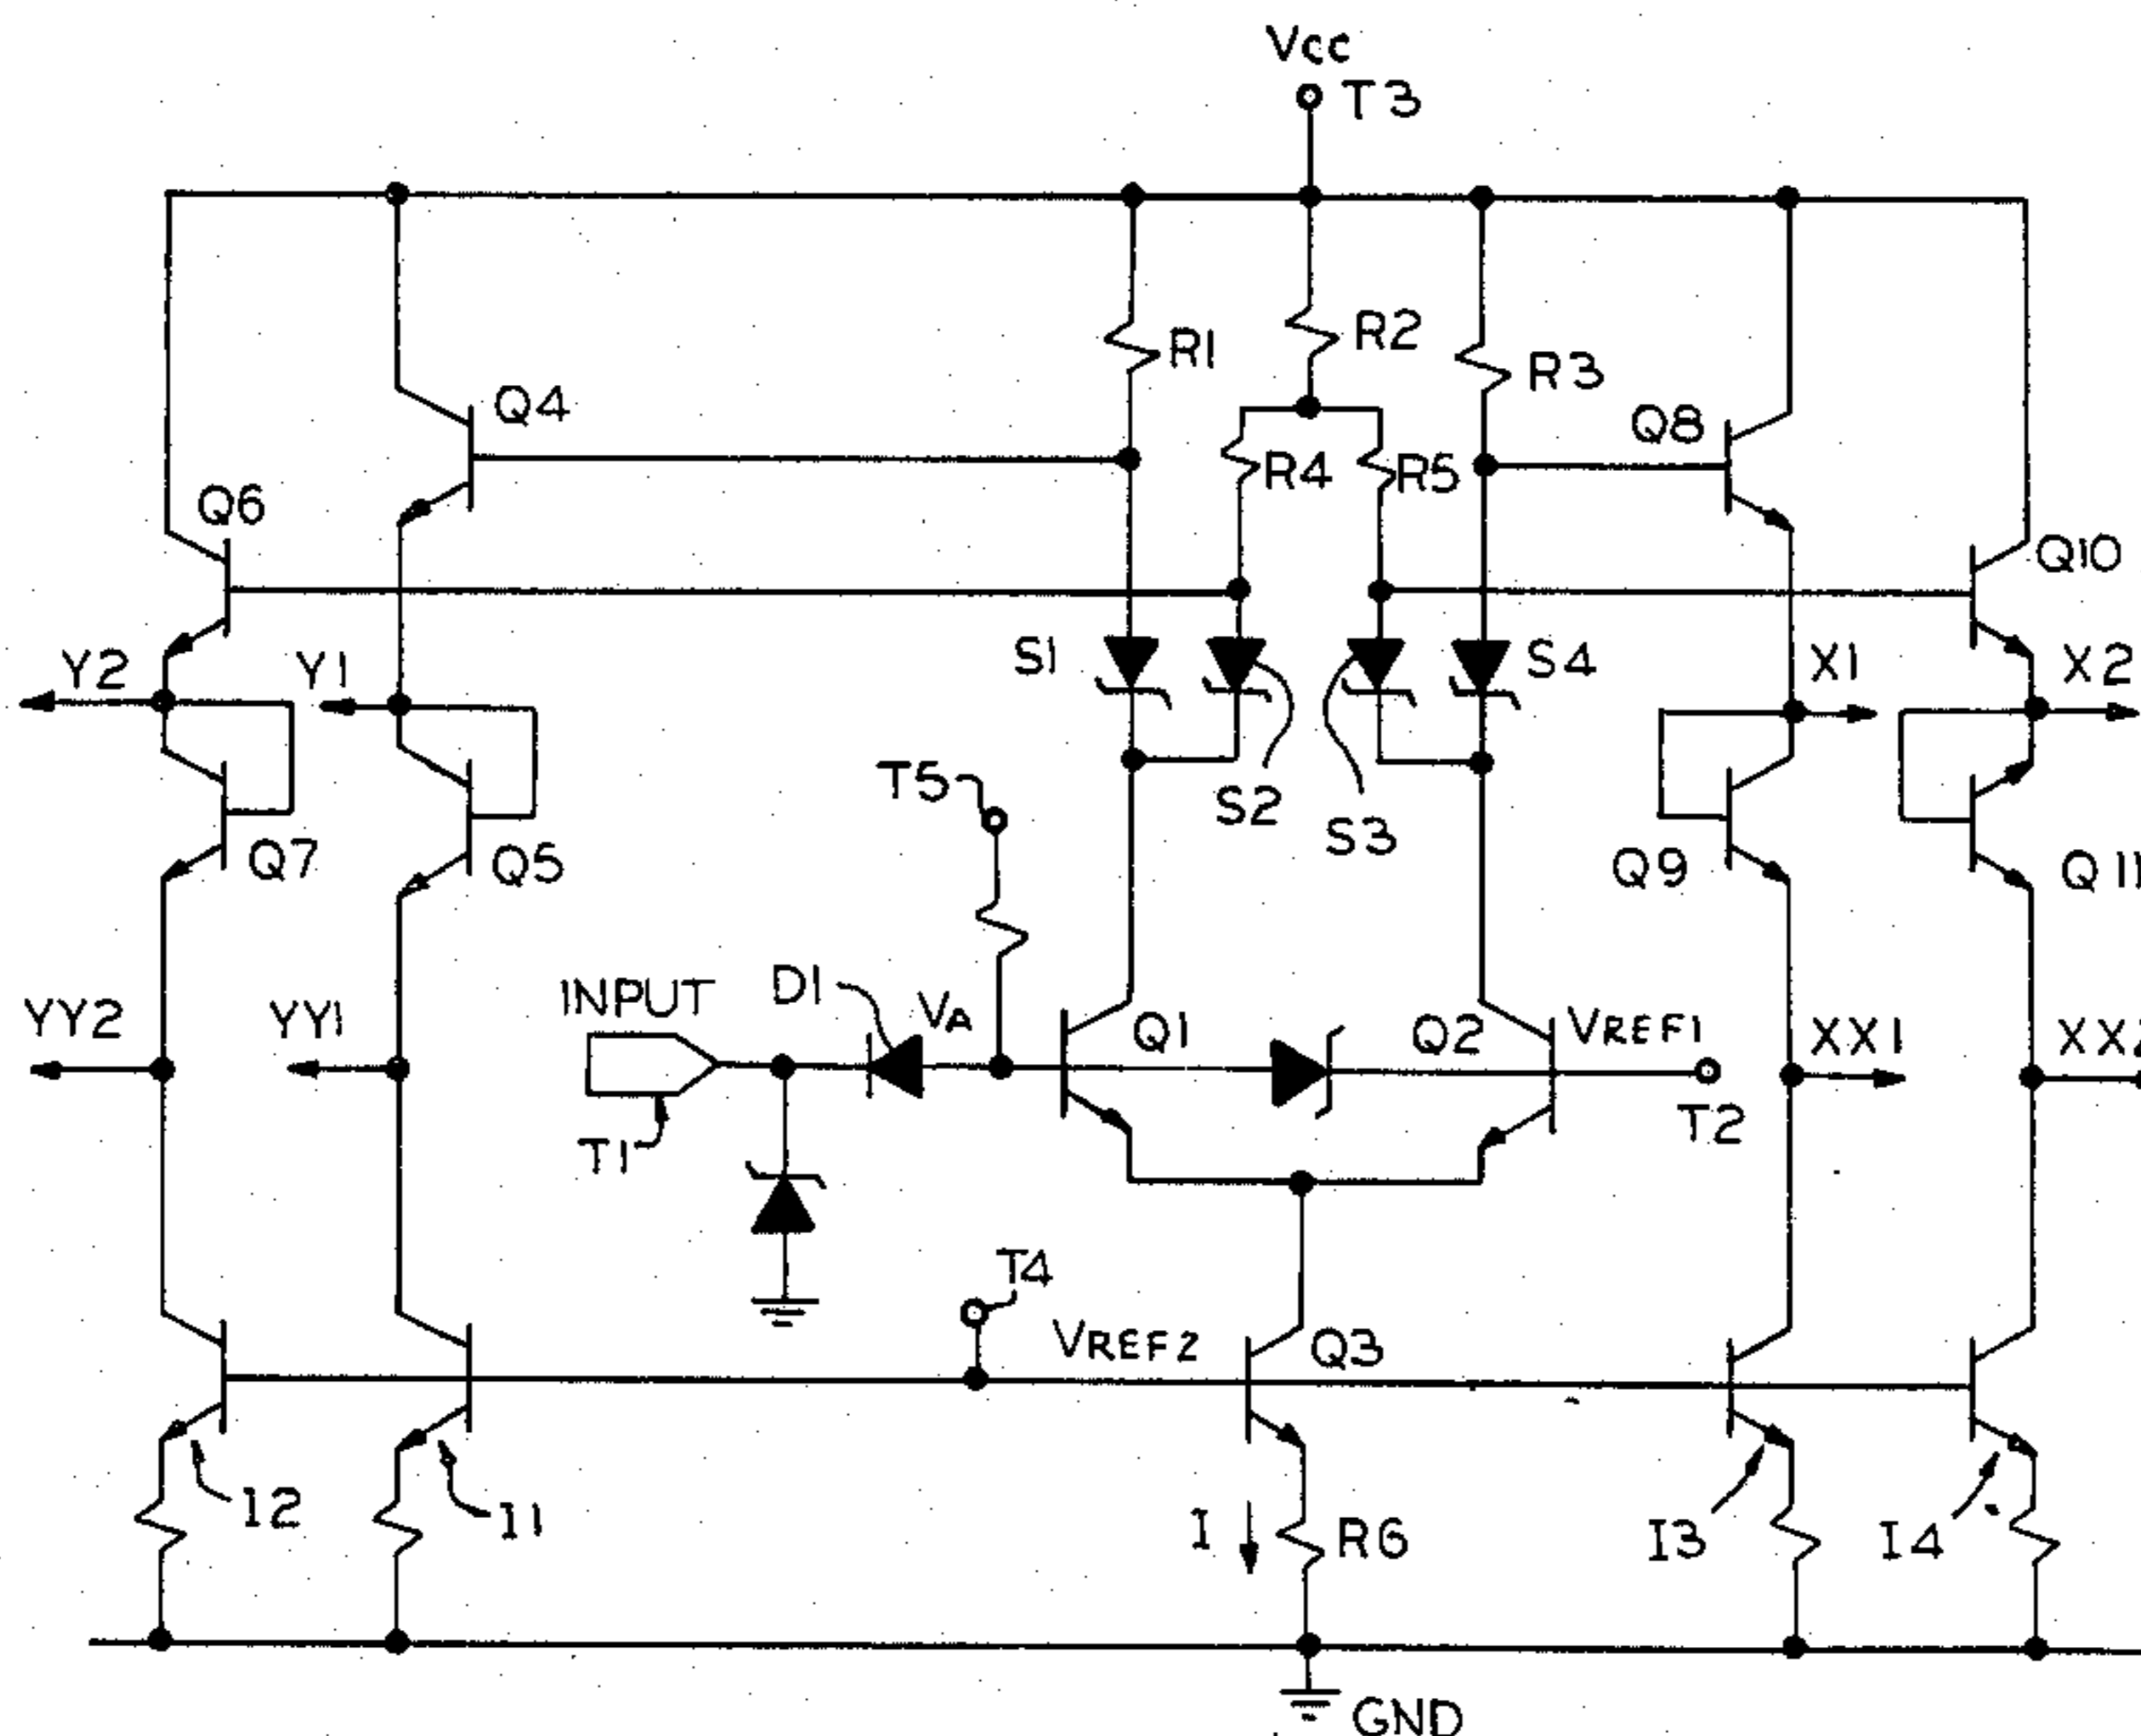 VCC
T3
R1
R2
R3
Q4
Q8
R4
R5
Q6
Q10
Y2
Y1
S1
S4
X1
X2
T5
S2
S3
Q7
Q5
Q9
Q11
INPUT
D1
VA
Q1
Q2
VREF1
YY2
YY1
XX1
XX2
T1
T2
T4
VREF2
Q3
I2
I1
I
R6
I3
I4
GND